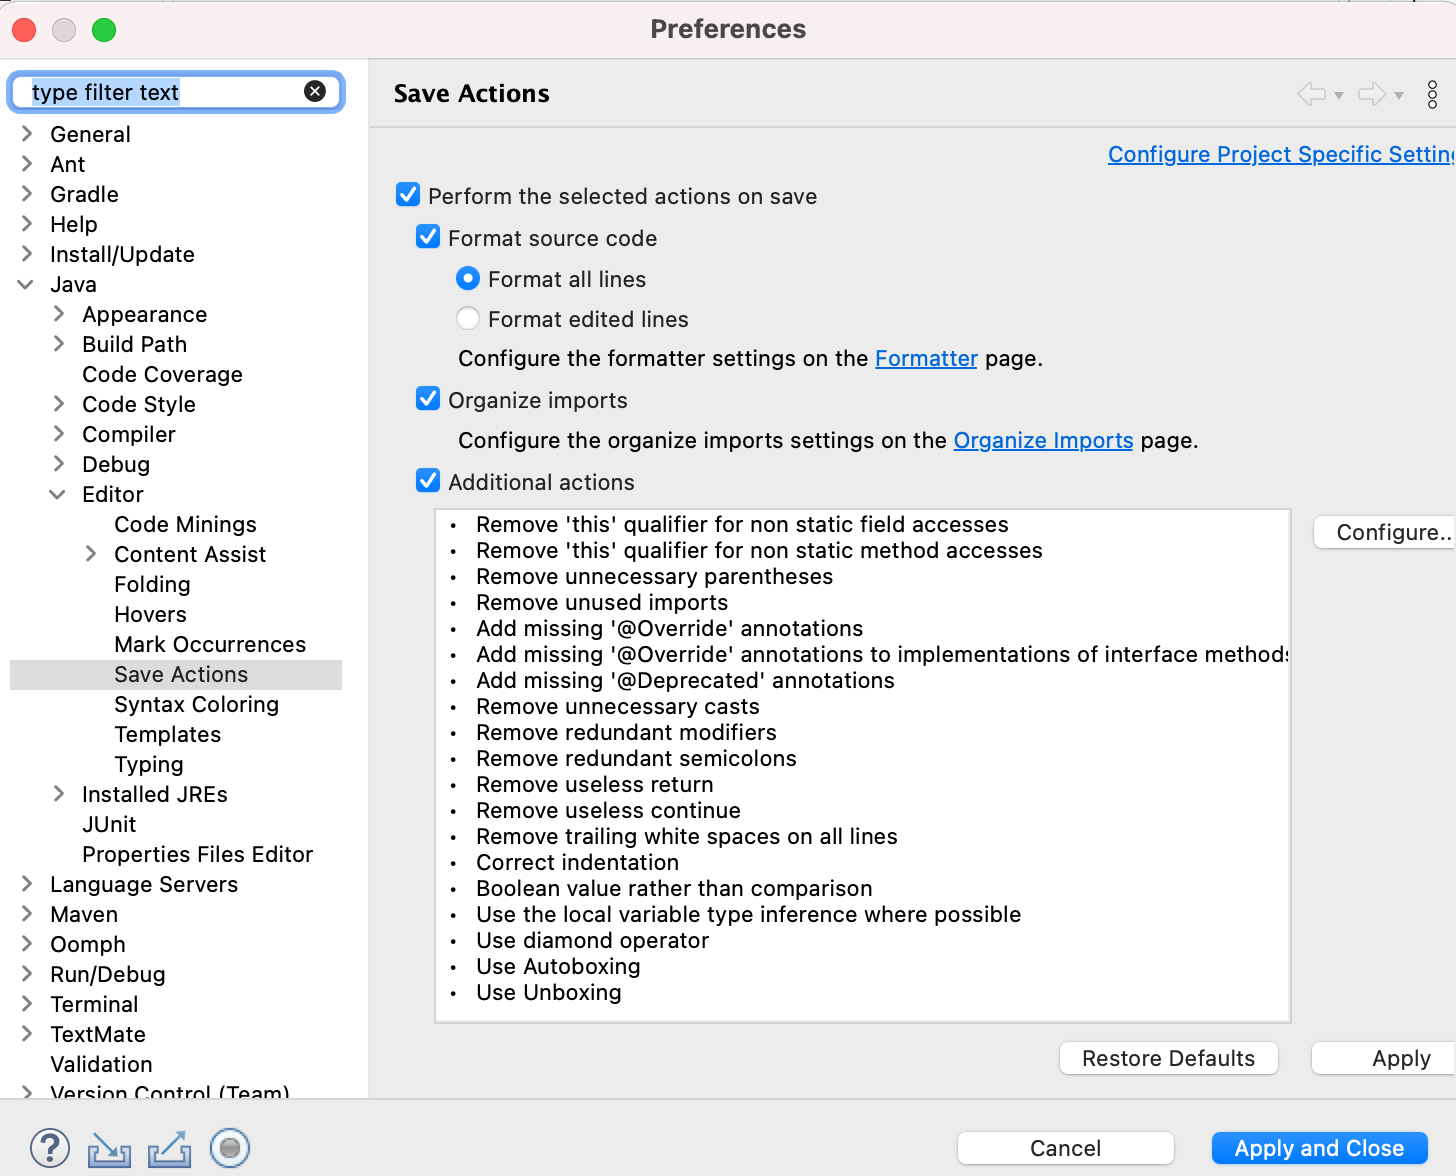 Preferences
type filter text
General
Ant
Gradle
Help
Install/Update
Java
Appearance
Build Path
Code Coverage
Code Style
Compiler
Debug
Editor
Code Minings
Content Assist
Folding
Hovers
Mark Occurrences
Save Actions
Syntax Coloring
Templates
Typing
Installed JREs
JUnit
Properties Files Editor
Language Servers
Maven
Oomph
Run/Debug
Terminal
TextMate
Validation
Version Control (Team)
Save Actions
Configure Project Specific Setting
Perform the selected actions on save
Format source code
Format all lines
Format edited lines
Configure the formatter settings on the Formatter page.
Organize imports
Configure the organize imports settings on the Organize Imports page.
Additional actions
• Remove 'this' qualifier for non static field accesses
• Remove 'this' qualifier for non static method accesses
• Remove unnecessary parentheses
• Remove unused imports
• Add missing '@Override' annotations
• Add missing '@Override' annotations to implementations of interface methods
• Add missing '@Deprecated' annotations
• Remove unnecessary casts
• Remove redundant modifiers
• Remove redundant semicolons
• Remove useless return
• Remove useless continue
• Remove trailing white spaces on all lines
• Correct indentation
• Boolean value rather than comparison
• Use the local variable type inference where possible
• Use diamond operator
• Use Autoboxing
• Use Unboxing
Configure..
Restore Defaults
Apply
?
Cancel
Apply and Close